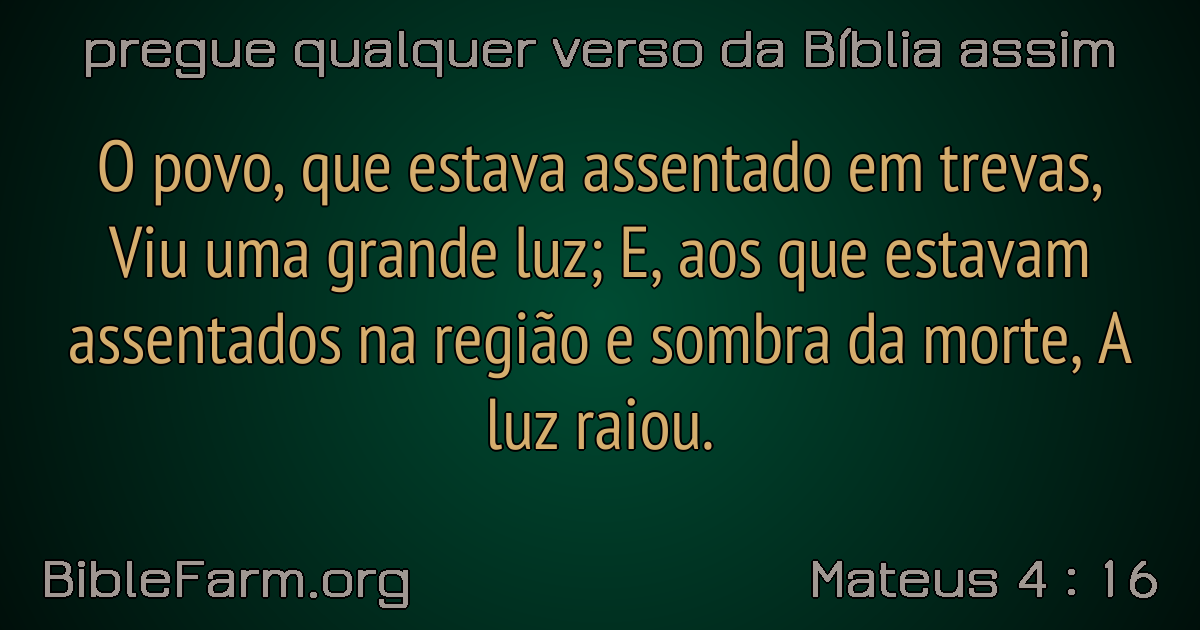 pregue qualquer verso da Bíblia assim
O povo, que estava assentado em trevas,
Viu uma grande luz; E, aos que estavam
assentados na região e sombra da morte, A
luz raiou.
BibleFarm.org
Mateus 4 : 16